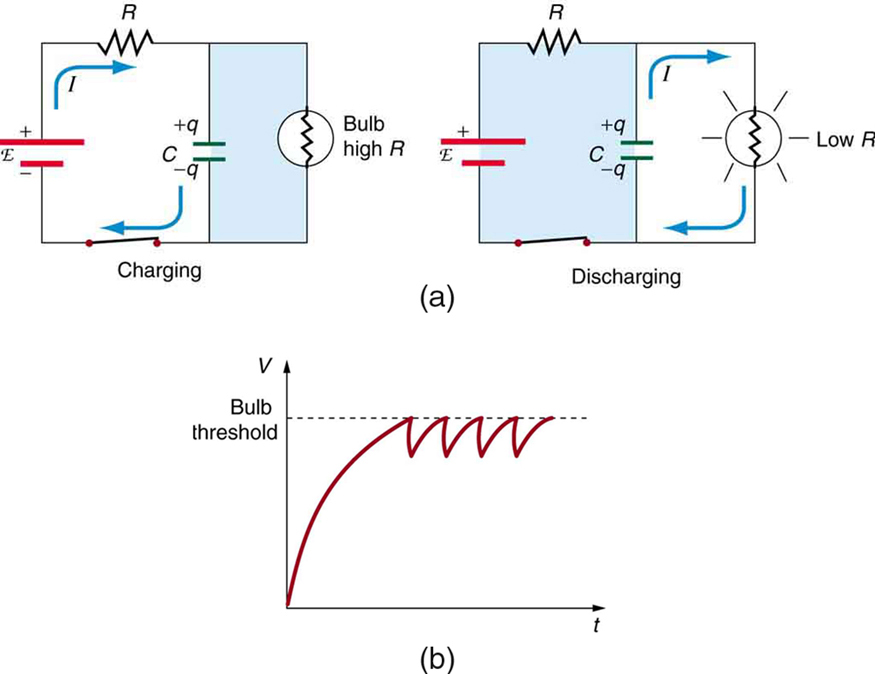 R
I
+
ℰ
−
+q
C
−q
Bulb
high R
Charging
R
I
+
ℰ
+q
C
−q
Low R
Discharging
(a)
V
Bulb
threshold
t
(b)